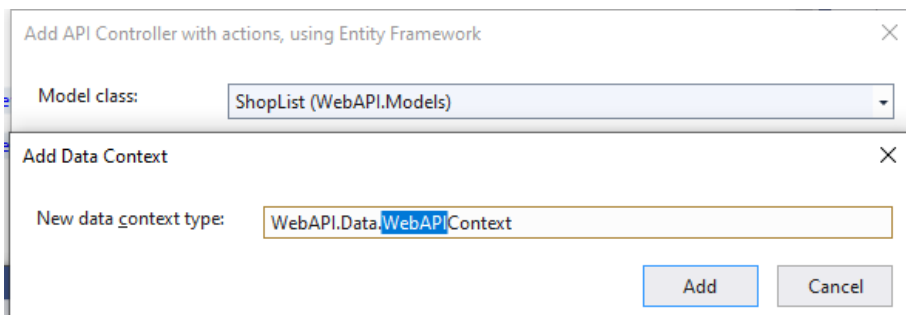 Add API Controller with actions, using Entity Framework
Model class: ShopList (WebAPI.Models)
Add Data Context
New data context type: WebAPI.Data.WebAPIContext
Add Cancel